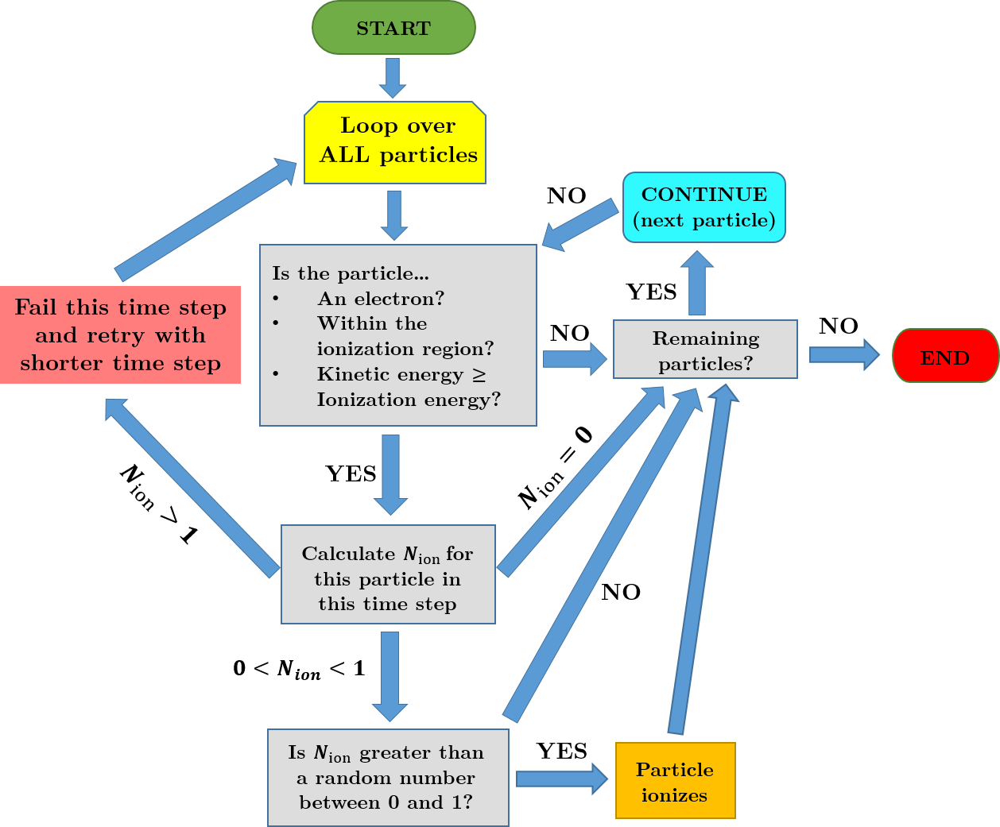 START
Loop over
ALL particles
NO
CONTINUE
(next particle)
Is the particle...
• An electron?
• Within the
ionization region?
• Kinetic energy ≥
Ionization energy?
YES
Fail this time step
and retry with
shorter time step
NO
Remaining
particles?
NO
END
YES
N_ion > 1
N_ion = 0
Calculate N_ion for
this particle in
this time step
NO
0 < N_ion < 1
Is N_ion greater than
a random number
between 0 and 1?
YES
Particle
ionizes